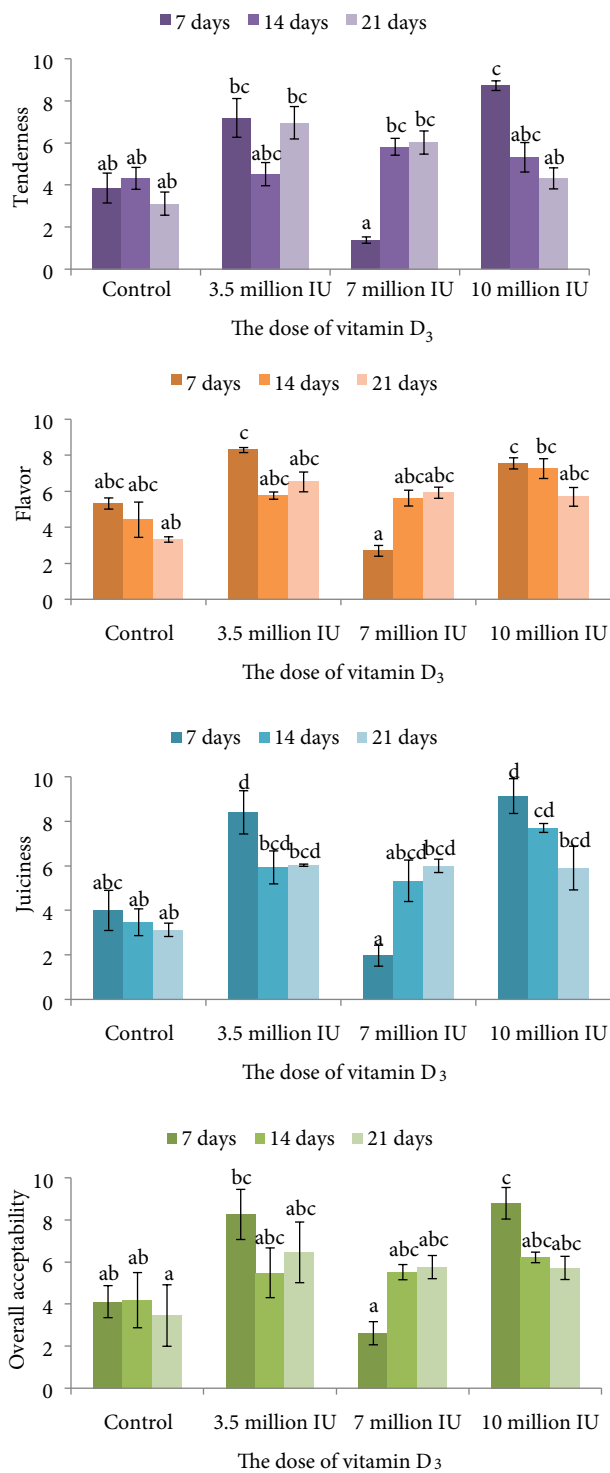 7 days 14 days 21 days
10
8
6
4
2
0
Tenderness
ab ab ab bc abc bc a bc bc c abc ab
Control 3.5 million IU 7 million IU 10 million IU
The dose of vitamin D3
7 days 14 days 21 days
10
8
6
4
2
0
Flavor
abc abc ab c abc abc a abc abc c bc abc
Control 3.5 million IU 7 million IU 10 million IU
The dose of vitamin D3
7 days 14 days 21 days
10
8
6
4
2
0
Juiciness
abc ab ab d bcd bcd a abcd bcd d cd bcd
Control 3.5 million IU 7 million IU 10 million IU
The dose of vitamin D3
7 days 14 days 21 days
10
8
6
4
2
0
Overall acceptability
ab ab a bc abc abc a abc abc c abc abc
Control 3.5 million IU 7 million IU 10 million IU
The dose of vitamin D3